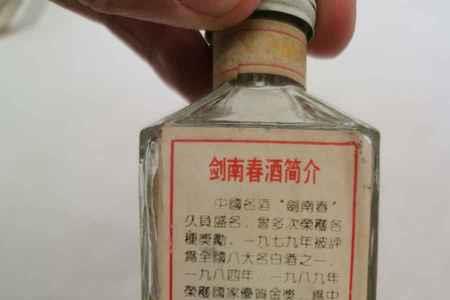 剑南春酒简介
中國名酒“劍南春”
久負盛名，曾多次榮獲各
種獎勵，一九七九年被評
爲全國八大名白酒之一，
一九八四年、一九八九年
榮獲國家優質金獎，爲中